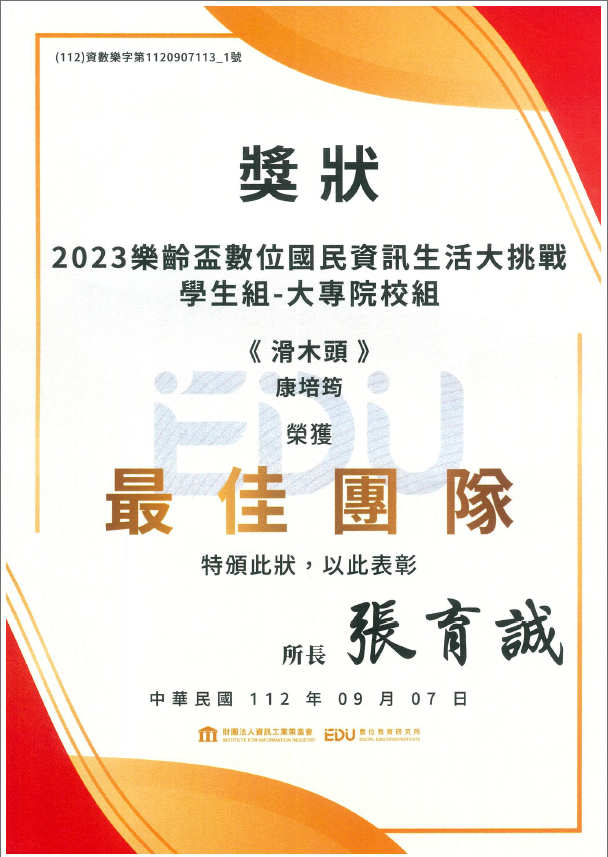 (112)資數樂字第1120907113_1號
獎狀
2023樂齡盃數位國民資訊生活大挑戰
學生組-大專院校組
《 滑木頭 》
康培筠
榮獲
EDU
最佳團隊
特頒此狀，以此表彰
所長 張育誠
中華民國 112 年 09 月 07 日
財團法人資訊工業策進會 EDU 數位教育研究所
INSTITUTE FOR INFORMATION INDUSTRY DIGITAL EDUCATION INSTITUTE